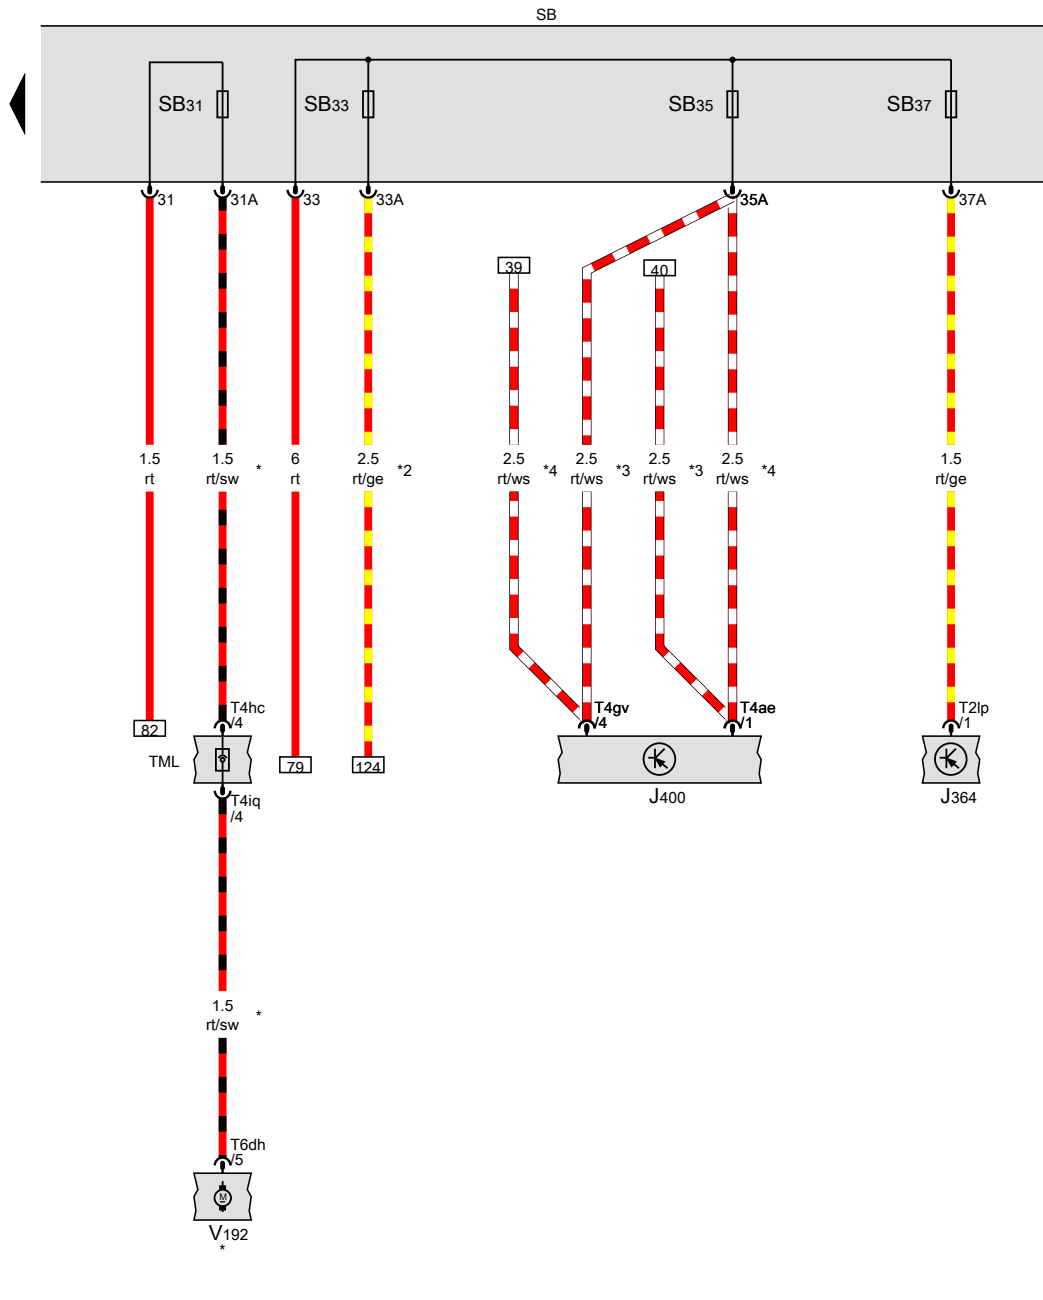 SB
SB31
SB33
SB35
SB37
31
31A
33
33A
35A
37A
39
40
1.5
rt
1.5
rt/sw
*
6
rt
2.5
rt/ge
*2
2.5
rt/ws
*4
2.5
rt/ws
*3
2.5
rt/ws
*3
2.5
rt/ws
*4
1.5
rt/ge
82
T4hc
/4
TML
79
124
T4gv
/4
T4ae
/1
T2lp
/1
J400
J364
T4iq
/4
1.5
rt/sw
*
T6dh
/5
M
V192
*